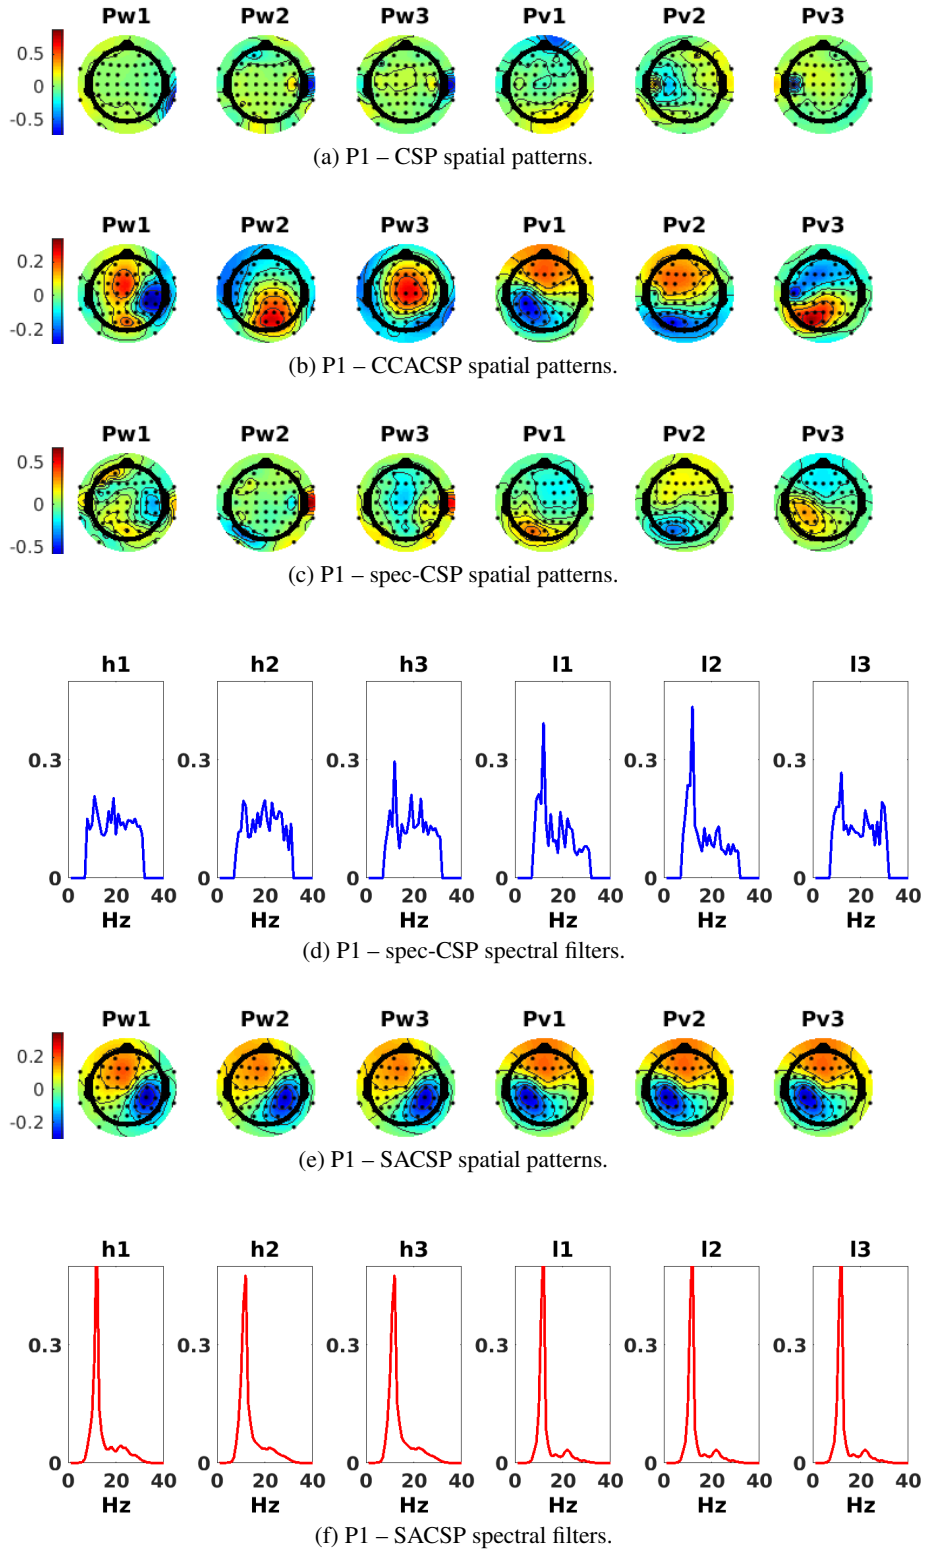 Pw1 Pw2 Pw3 Pv1 Pv2 Pv3
0.5
0
-0.5
(a) P1 – CSP spatial patterns.
Pw1 Pw2 Pw3 Pv1 Pv2 Pv3
0.2
0
-0.2
(b) P1 – CCACSP spatial patterns.
Pw1 Pw2 Pw3 Pv1 Pv2 Pv3
0.5
0
-0.5
(c) P1 – spec-CSP spatial patterns.
h1 h2 h3 l1 l2 l3
0.3 0.3 0.3 0.3 0.3 0.3
0 0 0 0 0 0
0 20 40 0 20 40 0 20 40 0 20 40 0 20 40 0 20 40
Hz Hz Hz Hz Hz Hz
(d) P1 – spec-CSP spectral filters.
Pw1 Pw2 Pw3 Pv1 Pv2 Pv3
0.2
0
-0.2
(e) P1 – SACSP spatial patterns.
h1 h2 h3 l1 l2 l3
0.3 0.3 0.3 0.3 0.3 0.3
0 0 0 0 0 0
0 20 40 0 20 40 0 20 40 0 20 40 0 20 40 0 20 40
Hz Hz Hz Hz Hz Hz
(f) P1 – SACSP spectral filters.